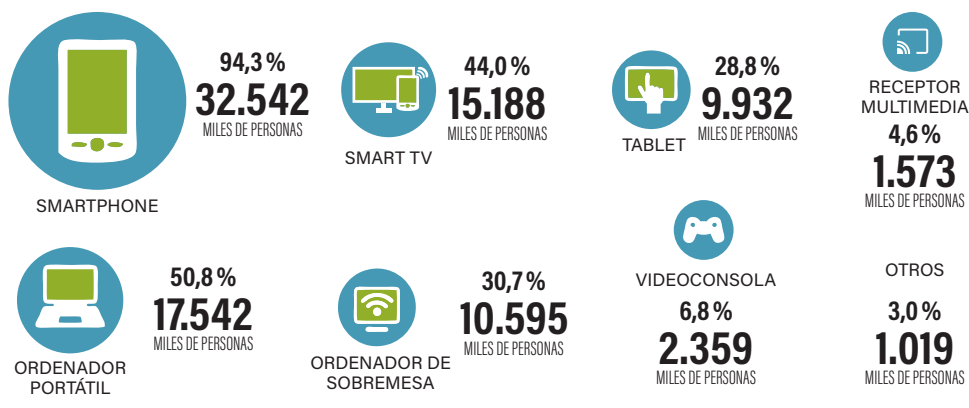 94,3 %
32.542
MILES DE PERSONAS
SMARTPHONE
44,0 %
15.188
MILES DE PERSONAS
SMART TV
28,8 %
9.932
MILES DE PERSONAS
TABLET
RECEPTOR
MULTIMEDIA
4,6 %
1.573
MILES DE PERSONAS
50,8 %
17.542
MILES DE PERSONAS
ORDENADOR
PORTÁTIL
30,7 %
10.595
MILES DE PERSONAS
ORDENADOR DE
SOBREMESA
VIDEOCONSOLA
6,8 %
2.359
MILES DE PERSONAS
OTROS
3,0 %
1.019
MILES DE PERSONAS